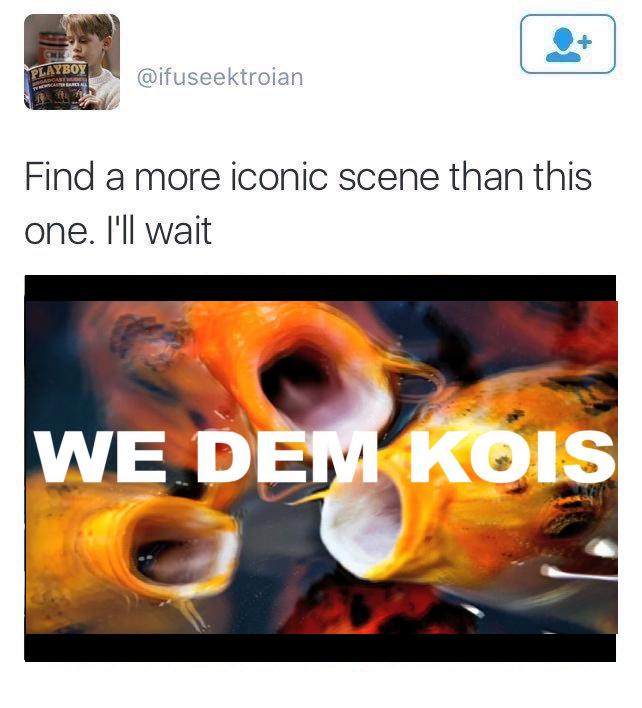 PLAYBOY
@ifuseektroian
Find a more iconic scene than this
one. I'll wait
WE DEM KOIS